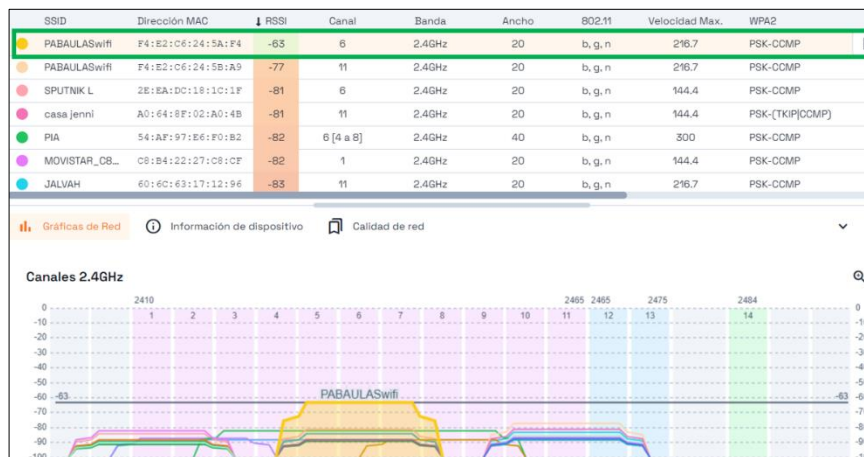 SSID Dirección MAC ↓ RSSI Canal Banda Ancho 802.11 Velocidad Max. WPA2
PABAULASwifi F4:E2:C6:24:5A:F4 -63 6 2.4GHz 20 b, g, n 216.7 PSK-CCMP
PABAULASwifi F4:E2:C6:24:5B:A9 -77 11 2.4GHz 20 b, g, n 216.7 PSK-CCMP
SPUTNIK L 2E:EA:DC:18:1C:1F -81 6 2.4GHz 20 b, g, n 144.4 PSK-CCMP
casa jenni A0:64:8F:02:A0:4B -81 11 2.4GHz 20 b, g, n 144.4 PSK-(TKIP|CCMP)
PIA 54:AF:97:E6:F0:B2 -82 6 [4 a 8] 2.4GHz 40 b, g, n 300 PSK-CCMP
MOVISTAR_C8... C8:B4:22:27:C8:CF -82 1 2.4GHz 20 b, g, n 144.4 PSK-CCMP
JALVAH 60:6C:63:17:12:96 -83 11 2.4GHz 20 b, g, n 216.7 PSK-CCMP
Gráficas de Red Información de dispositivo Calidad de red
Canales 2.4GHz
2410 2465 2465 2475 2484
0 0
-10 1 2 3 4 5 6 7 8 9 10 11 12 13 14
-20
-30
-40
-50
-60 -63 PABAULASwifi -63
-70
-80
-90
-100